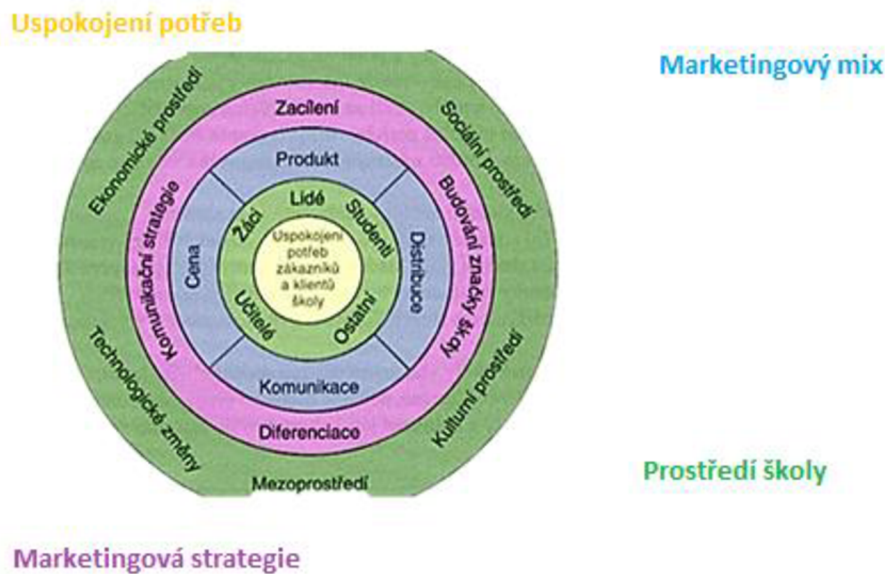 Uspokojení potřeb
Marketingový mix
Ekonomické prostředí
Sociální prostředí
Zacílení
Produkt
Lidé
Žáci
Studenti
Komunikační strategie
Cena
Uspokojení
potřeb
zákazníků
a klientů
školy
Distribuce
Budování značky školy
Učitelé
Ostatní
Komunikace
Diferenciace
Technologické změny
Kulturní prostředí
Mezoprostředí
Prostředí školy
Marketingová strategie